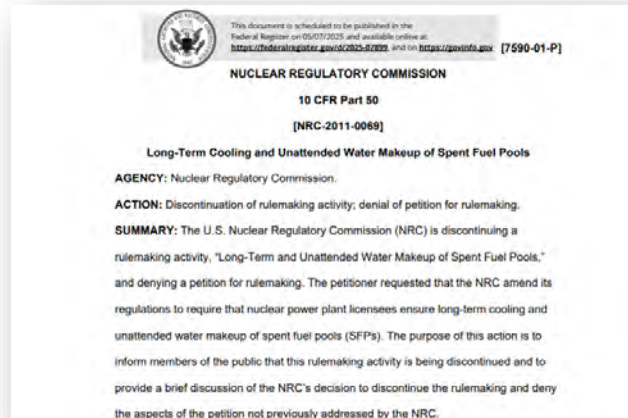 This document is scheduled to be published in the
Federal Register on 05/07/2025 and available online at
https://federalregister.gov/d/2025-07899, and on https://govinfo.gov
[7590-01-P]
NUCLEAR REGULATORY COMMISSION
10 CFR Part 50
[NRC-2011-0069]
Long-Term Cooling and Unattended Water Makeup of Spent Fuel Pools
AGENCY: Nuclear Regulatory Commission.
ACTION: Discontinuation of rulemaking activity; denial of petition for rulemaking.
SUMMARY: The U.S. Nuclear Regulatory Commission (NRC) is discontinuing a
rulemaking activity, "Long-Term and Unattended Water Makeup of Spent Fuel Pools,"
and denying a petition for rulemaking. The petitioner requested that the NRC amend its
regulations to require that nuclear power plant licensees ensure long-term cooling and
unattended water makeup of spent fuel pools (SFPs). The purpose of this action is to
inform members of the public that this rulemaking activity is being discontinued and to
provide a brief discussion of the NRC's decision to discontinue the rulemaking and deny
the aspects of the petition not previously addressed by the NRC.